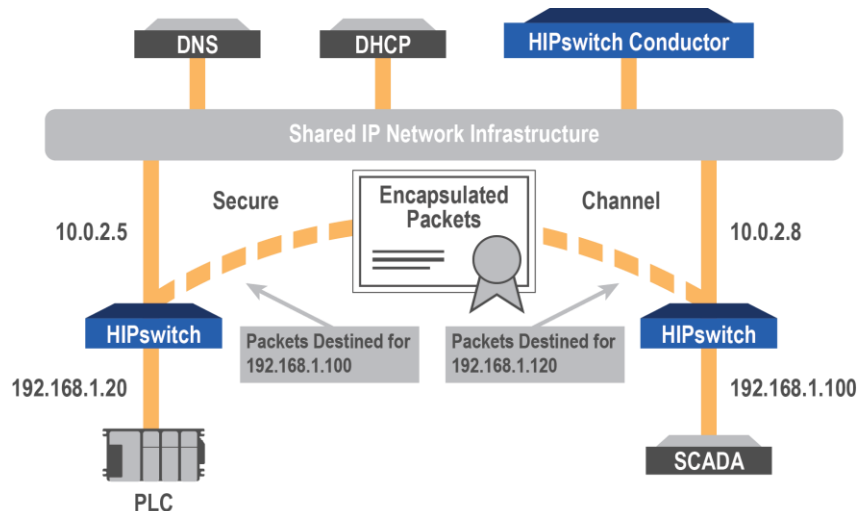 DNS
DHCP
HIPswitch Conductor
Shared IP Network Infrastructure
Secure
Encapsulated
Packets
Channel
10.0.2.5
10.0.2.8
HIPswitch
Packets Destined for
192.168.1.100
Packets Destined for
192.168.1.120
HIPswitch
192.168.1.20
192.168.1.100
PLC
SCADA